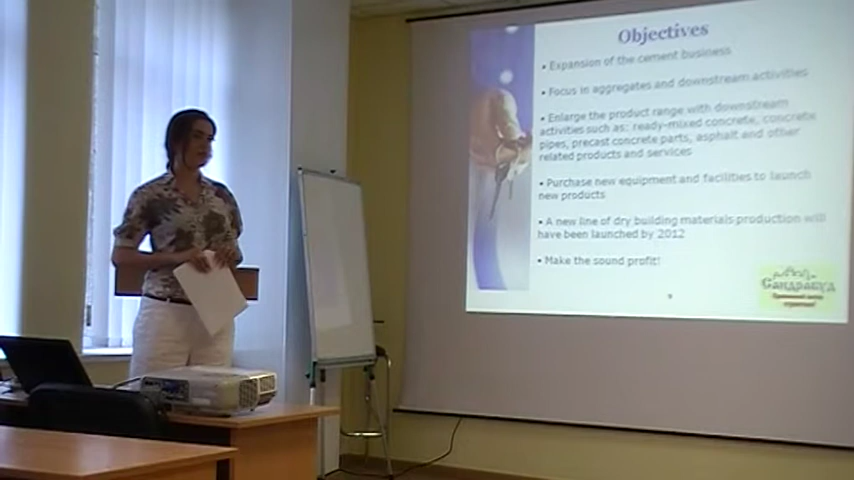 Objectives
• Expansion of the cement business
• Focus in aggregates and downstream activities
• Enlarge the product range with downstream
activities such as: ready-mixed concrete, concrete
pipes, precast concrete parts, asphalt and other
related products and services
• Purchase new equipment and facilities to launch
new products
• A new line of dry building materials production will
have been launched by 2012
• Make the sound profit!
Сандрабуд